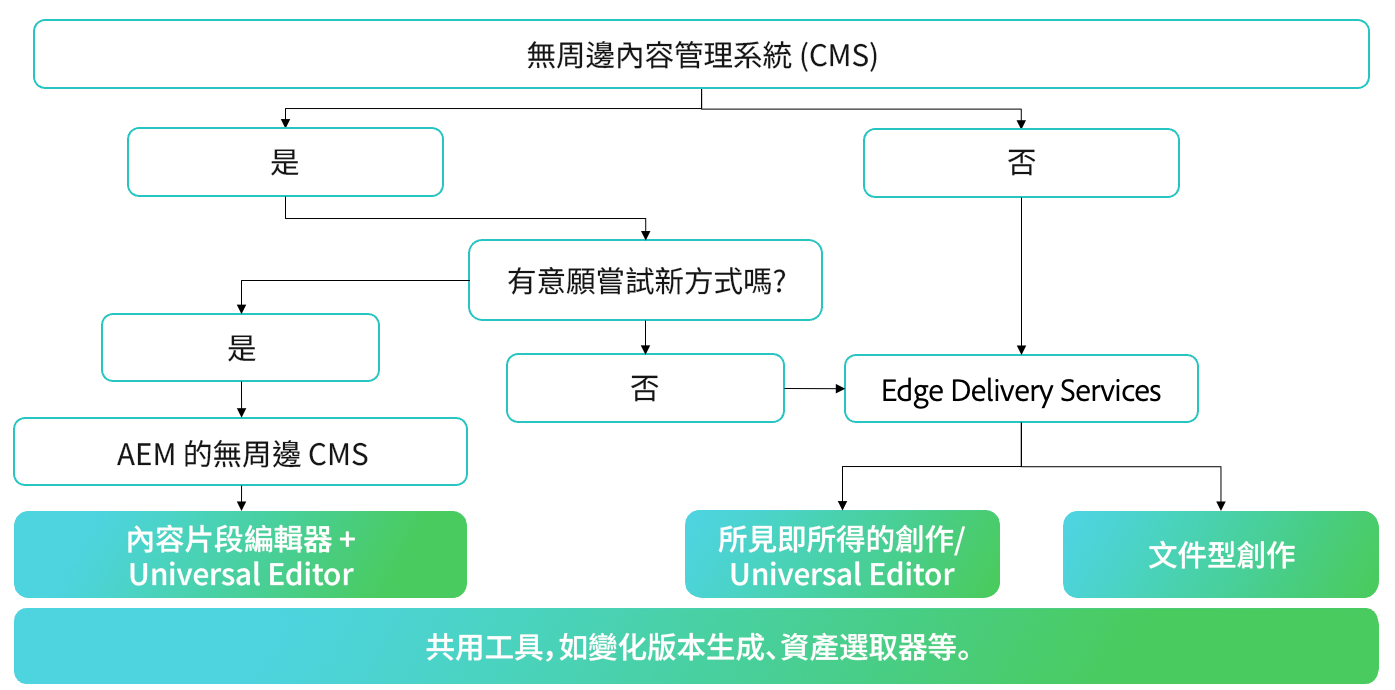 無周邊內容管理系統 (CMS)
是
否
有意願嘗試新方式嗎?
是
否
Edge Delivery Services
AEM 的無周邊 CMS
內容片段編輯器 +
Universal Editor
所見即所得的創作/
Universal Editor
文件型創作
共用工具，如變化版本生成、資產選取器等。